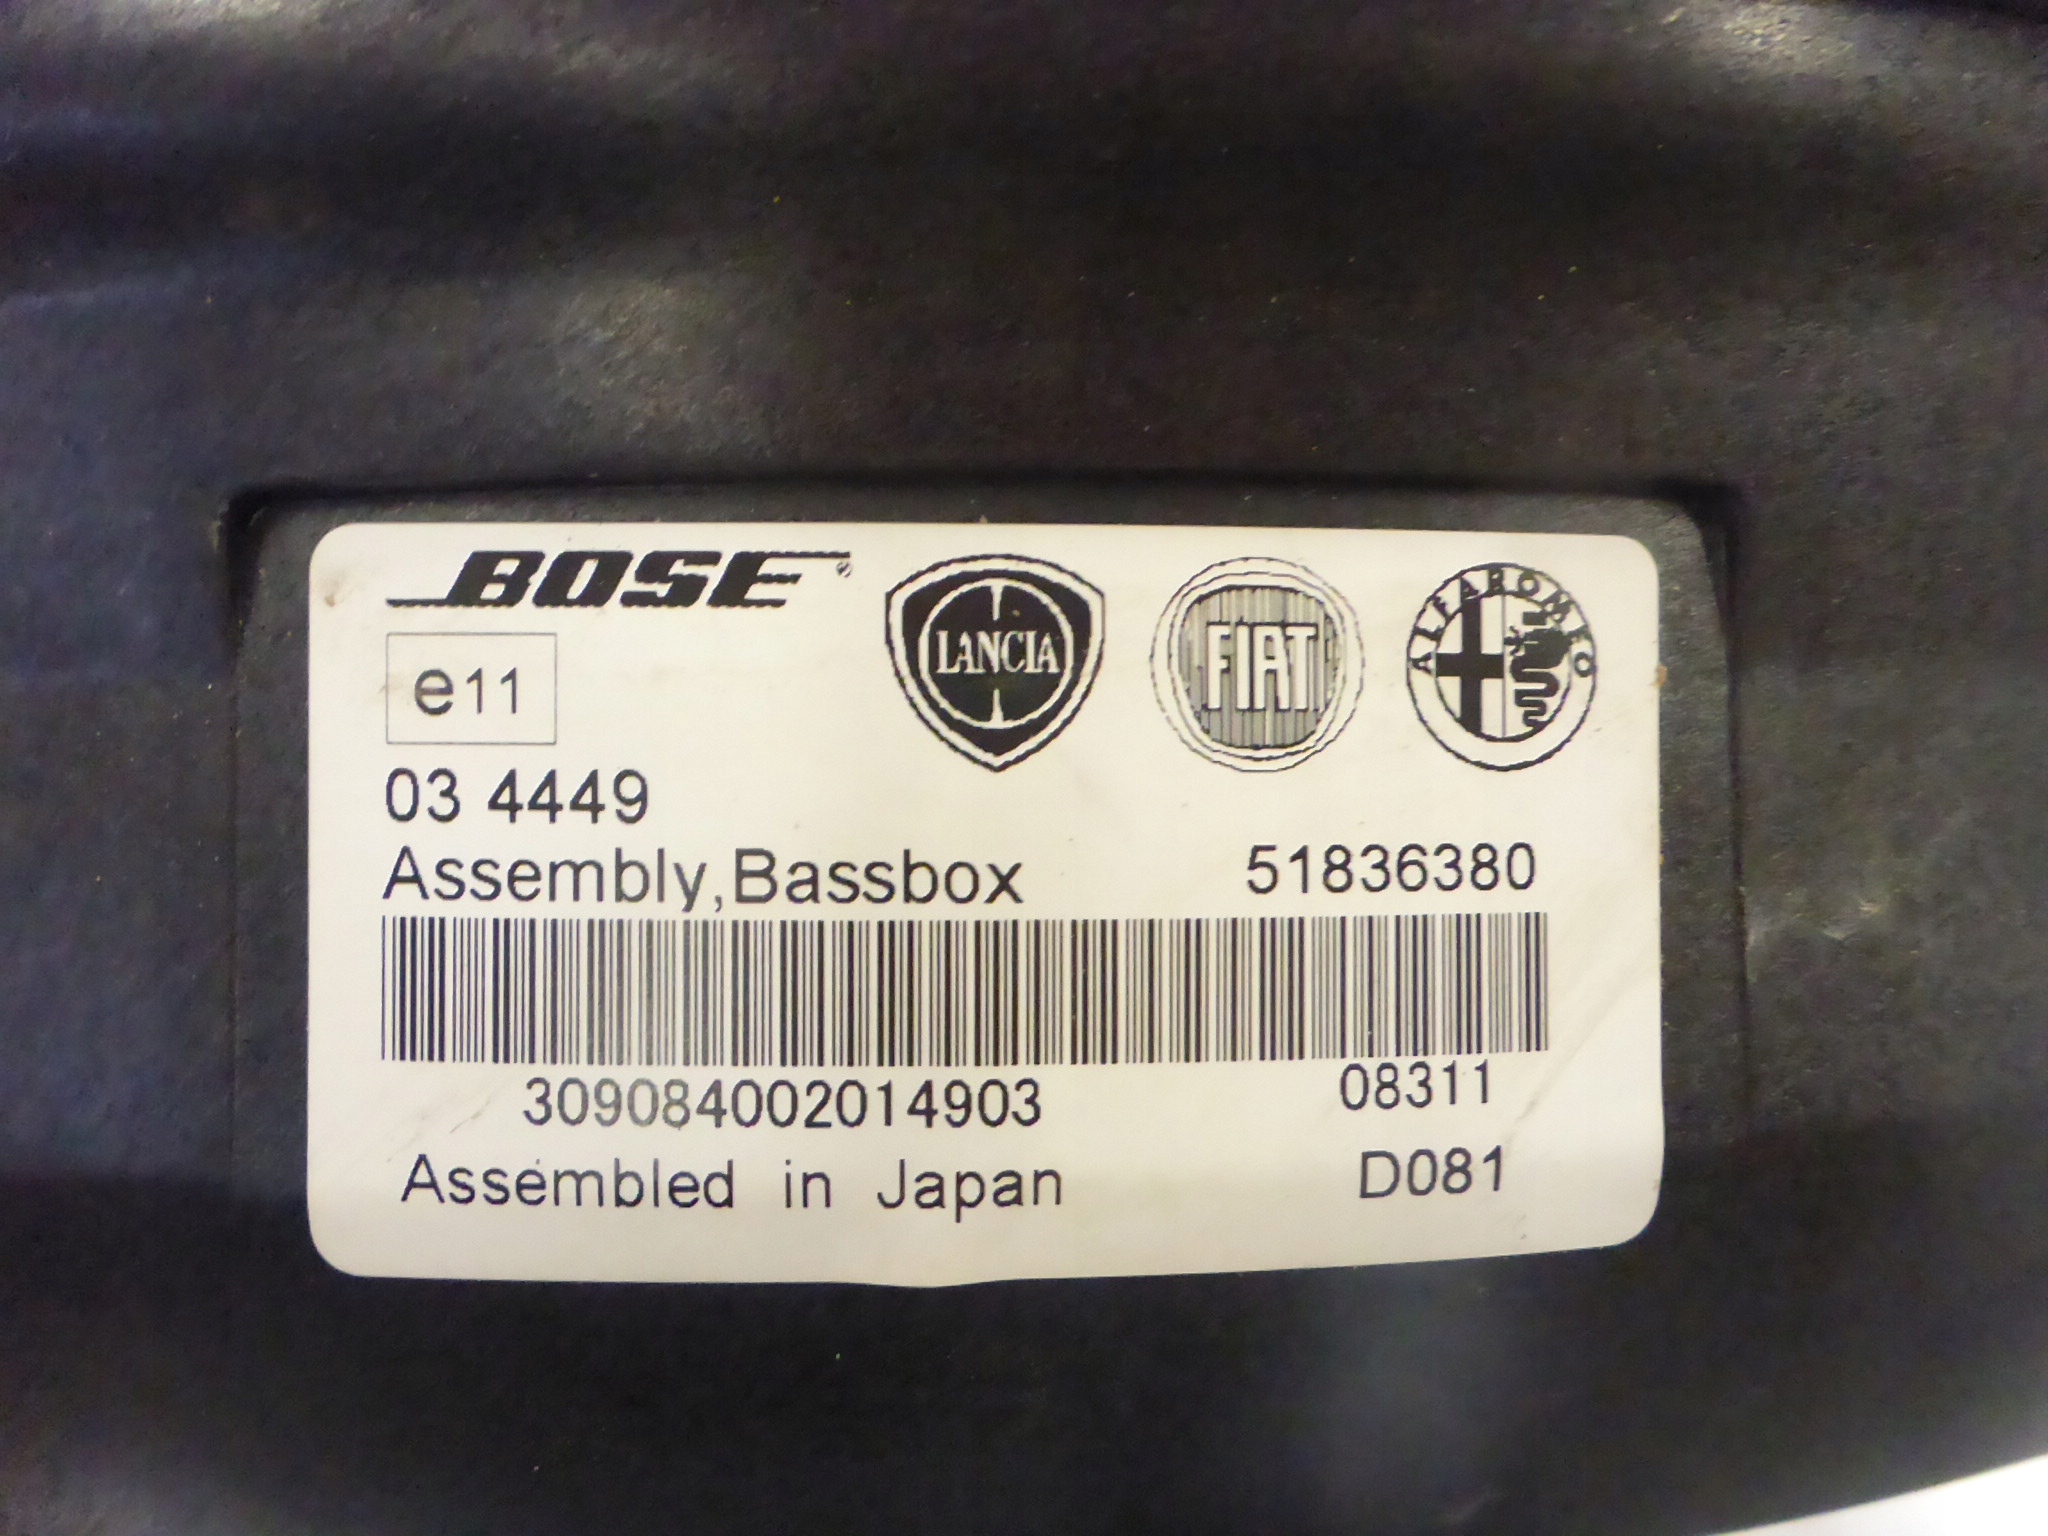 BOSE®
LANCIA
FIAT
ALFA ROMEO
e11
03 4449
Assembly,Bassbox 51836380
309084002014903 08311
Assembled in Japan D081